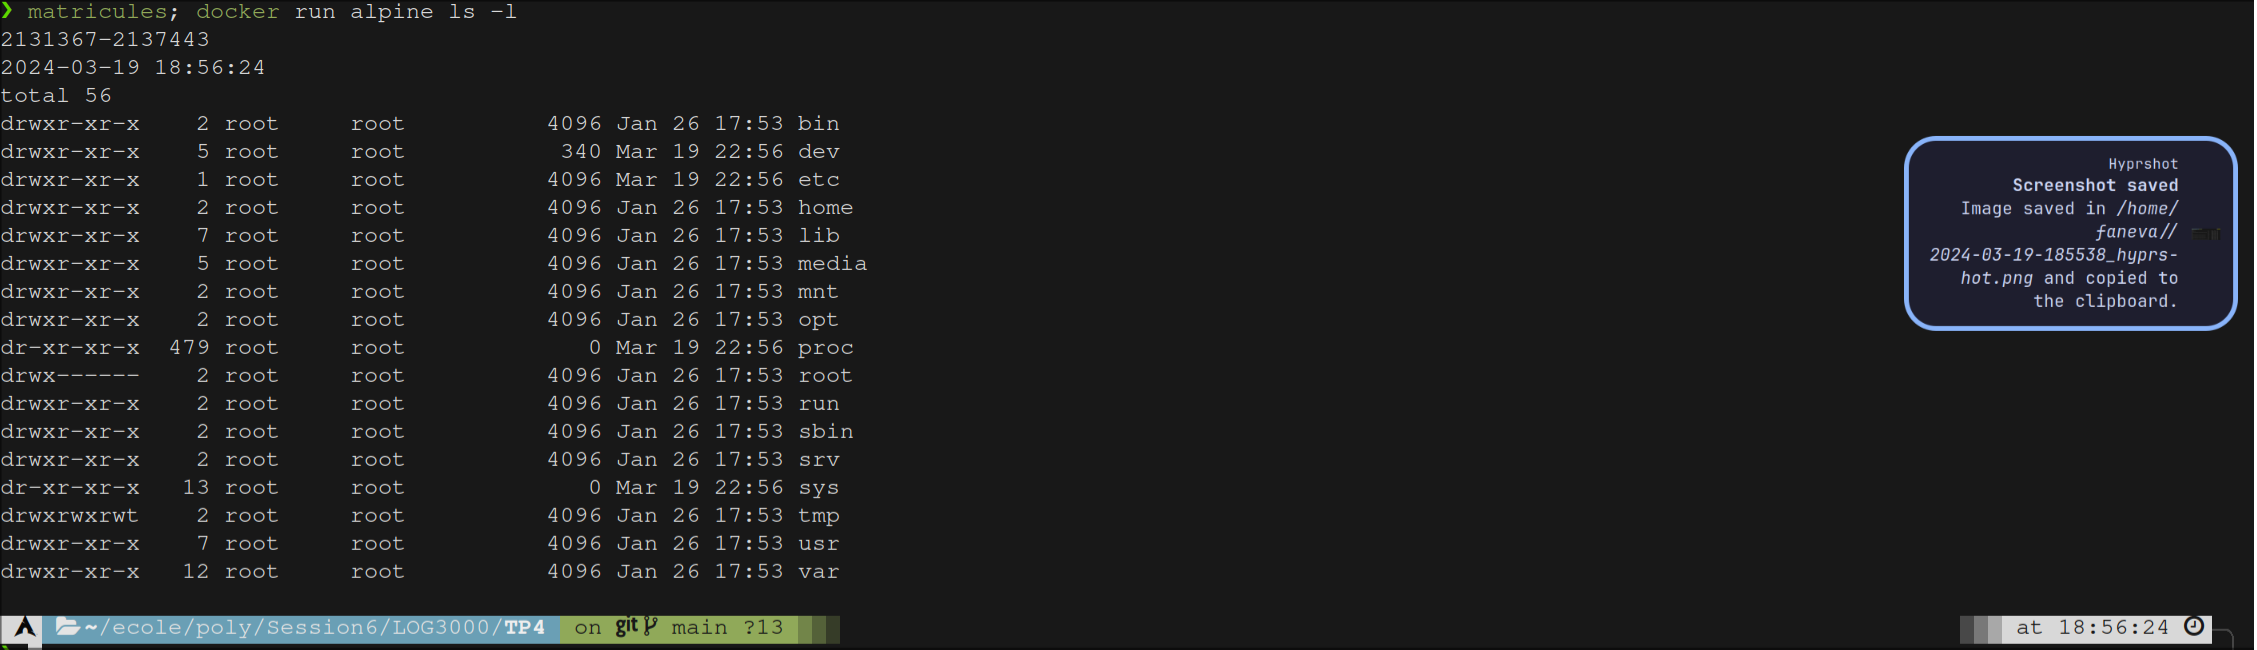 ❯ matricules; docker run alpine ls -l
2131367-2137443
2024-03-19 18:56:24
total 56
drwxr-xr-x    2 root     root          4096 Jan 26 17:53 bin
drwxr-xr-x    5 root     root           340 Mar 19 22:56 dev
drwxr-xr-x    1 root     root          4096 Mar 19 22:56 etc
drwxr-xr-x    2 root     root          4096 Jan 26 17:53 home
drwxr-xr-x    7 root     root          4096 Jan 26 17:53 lib
drwxr-xr-x    5 root     root          4096 Jan 26 17:53 media
drwxr-xr-x    2 root     root          4096 Jan 26 17:53 mnt
drwxr-xr-x    2 root     root          4096 Jan 26 17:53 opt
dr-xr-xr-x  479 root     root             0 Mar 19 22:56 proc
drwx------    2 root     root          4096 Jan 26 17:53 root
drwxr-xr-x    2 root     root          4096 Jan 26 17:53 run
drwxr-xr-x    2 root     root          4096 Jan 26 17:53 sbin
drwxr-xr-x    2 root     root          4096 Jan 26 17:53 srv
dr-xr-xr-x   13 root     root             0 Mar 19 22:56 sys
drwxrwxrwt    2 root     root          4096 Jan 26 17:53 tmp
drwxr-xr-x    7 root     root          4096 Jan 26 17:53 usr
drwxr-xr-x   12 root     root          4096 Jan 26 17:53 var
~/ecole/poly/Session6/LOG3000/TP4 on git main ?13
at 18:56:24
Hyprshot
Screenshot saved
Image saved in /home/
faneva//
2024-03-19-185538_hyprs-
hot.png and copied to
the clipboard.